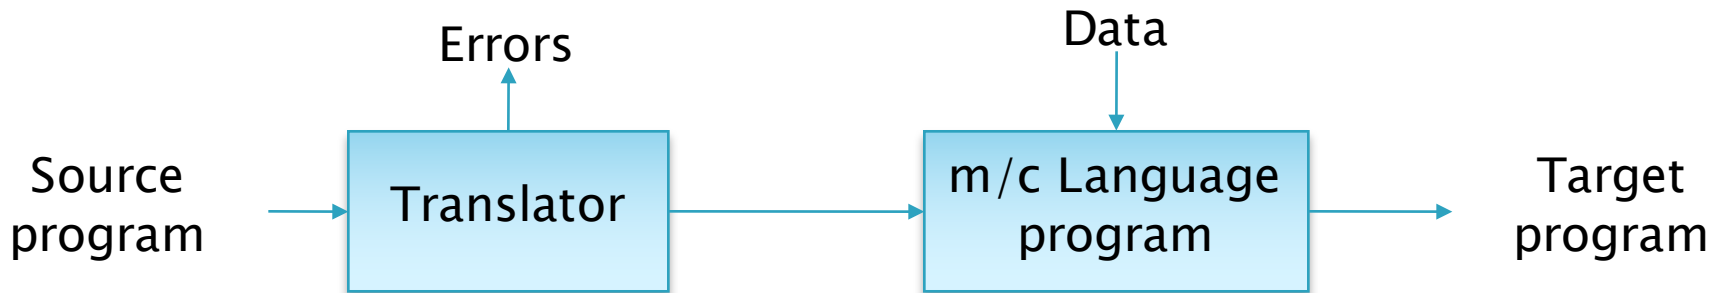 Errors
Data
Source
program
Translator
m/c Language
program
Target
program